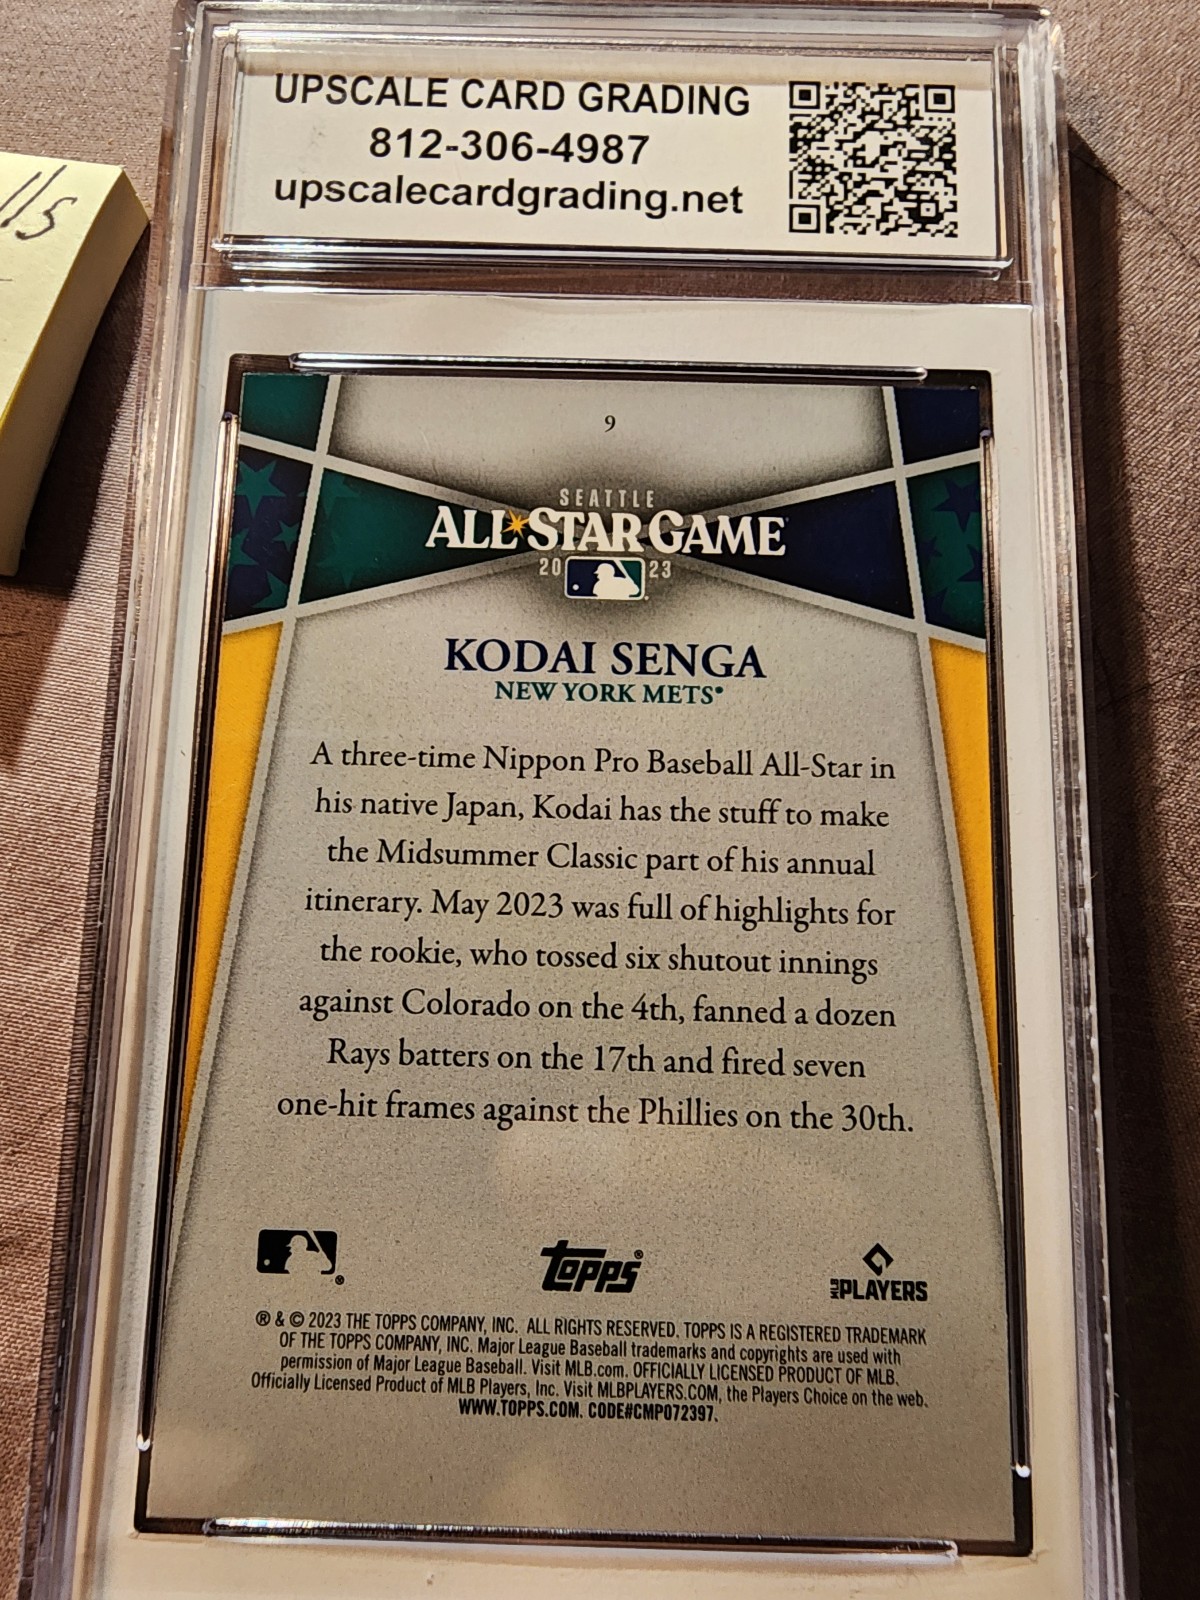 UPSCALE CARD GRADING
812-306-4987
upscalecardgrading.net
lls
9
SEATTLE
ALL STAR GAME
20 23
KODAI SENGA
NEW YORK METS®
A three-time Nippon Pro Baseball All-Star in
his native Japan, Kodai has the stuff to make
the Midsummer Classic part of his annual
itinerary. May 2023 was full of highlights for
the rookie, who tossed six shutout innings
against Colorado on the 4th, fanned a dozen
Rays batters on the 17th and fired seven
one-hit frames against the Phillies on the 30th.
®
Topps®
MLB PLAYERS
® & © 2023 THE TOPPS COMPANY, INC. ALL RIGHTS RESERVED. TOPPS IS A REGISTERED TRADEMARK
OF THE TOPPS COMPANY, INC. Major League Baseball trademarks and copyrights are used with
permission of Major League Baseball. Visit MLB.com. OFFICIALLY LICENSED PRODUCT OF MLB.
Officially Licensed Product of MLB Players, Inc. Visit MLBPLAYERS.COM, the Players Choice on the web.
WWW.TOPPS.COM. CODE#CMP072397.